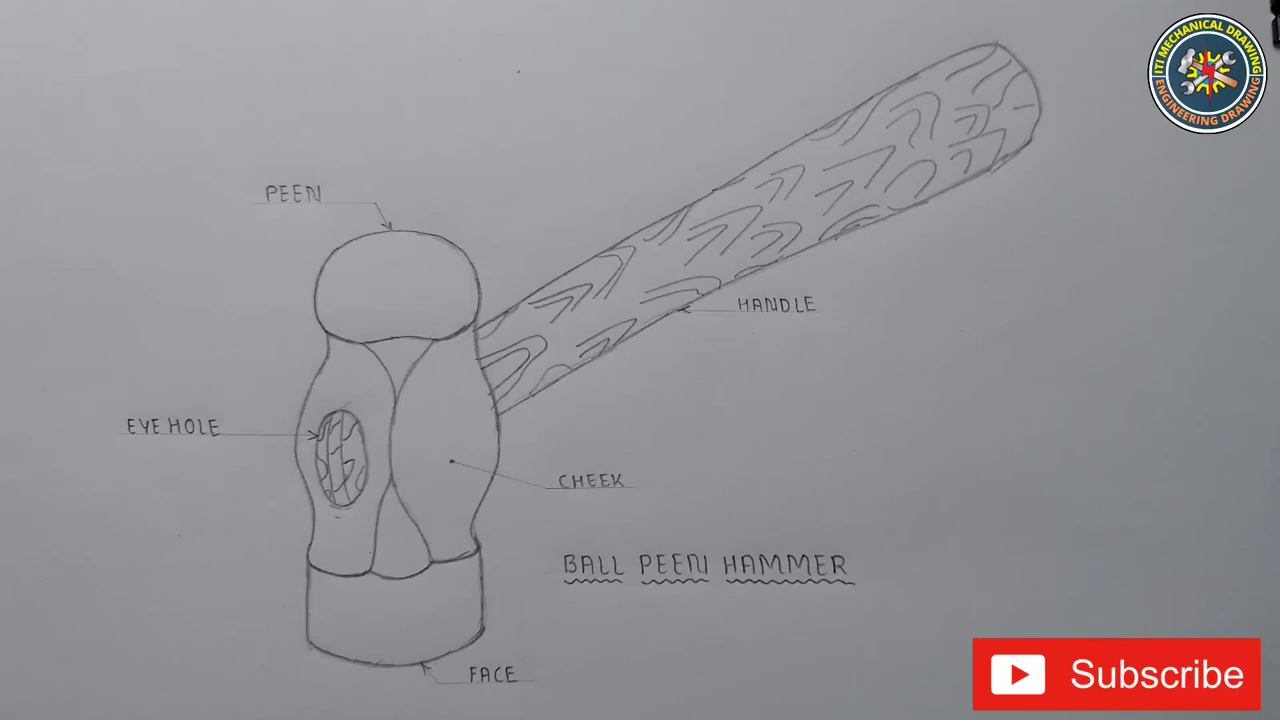 ITI MECHANICAL DRAWING
ENGINEERING DRAWING
PEEN
HANDLE
EYE HOLE
CHEEK
BALL PEEN HAMMER
FACE
Subscribe